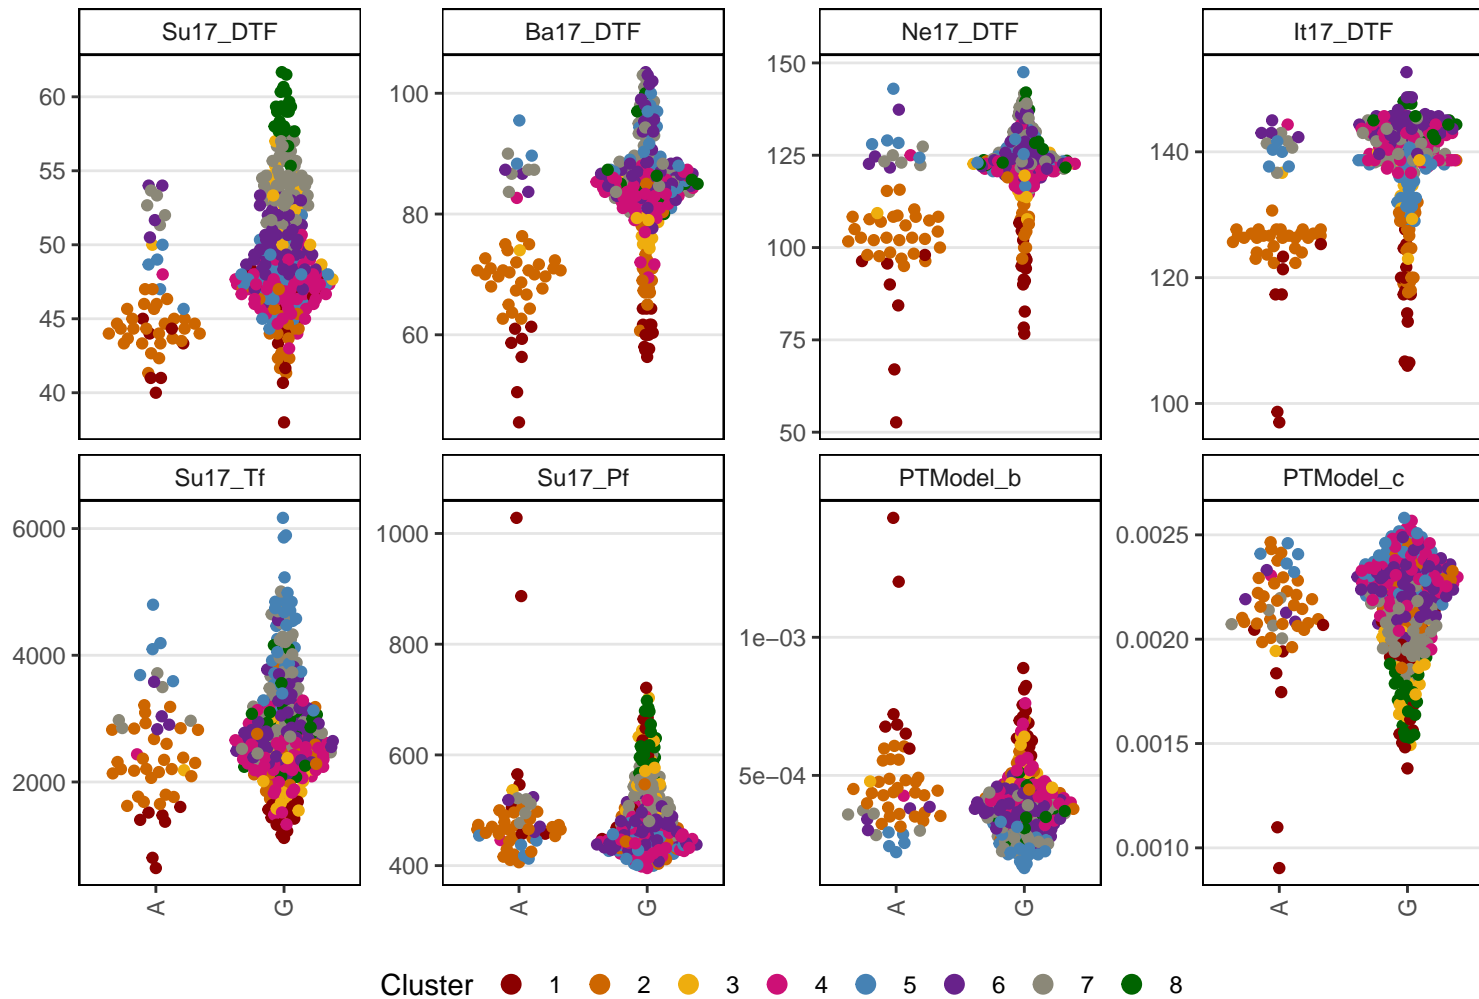 Su17_DTF Ba17_DTF Ne17_DTF It17_DTF
60 55 50 45 40
100 80 60
150 125 100 75 50
140 120 100
Su17_Tf Su17_Pf PTModel_b PTModel_c
6000 4000 2000
1000 800 600 400
1e−03 5e−04
0.0025 0.0020 0.0015 0.0010
A G A G A G A G
Cluster 1 2 3 4 5 6 7 8